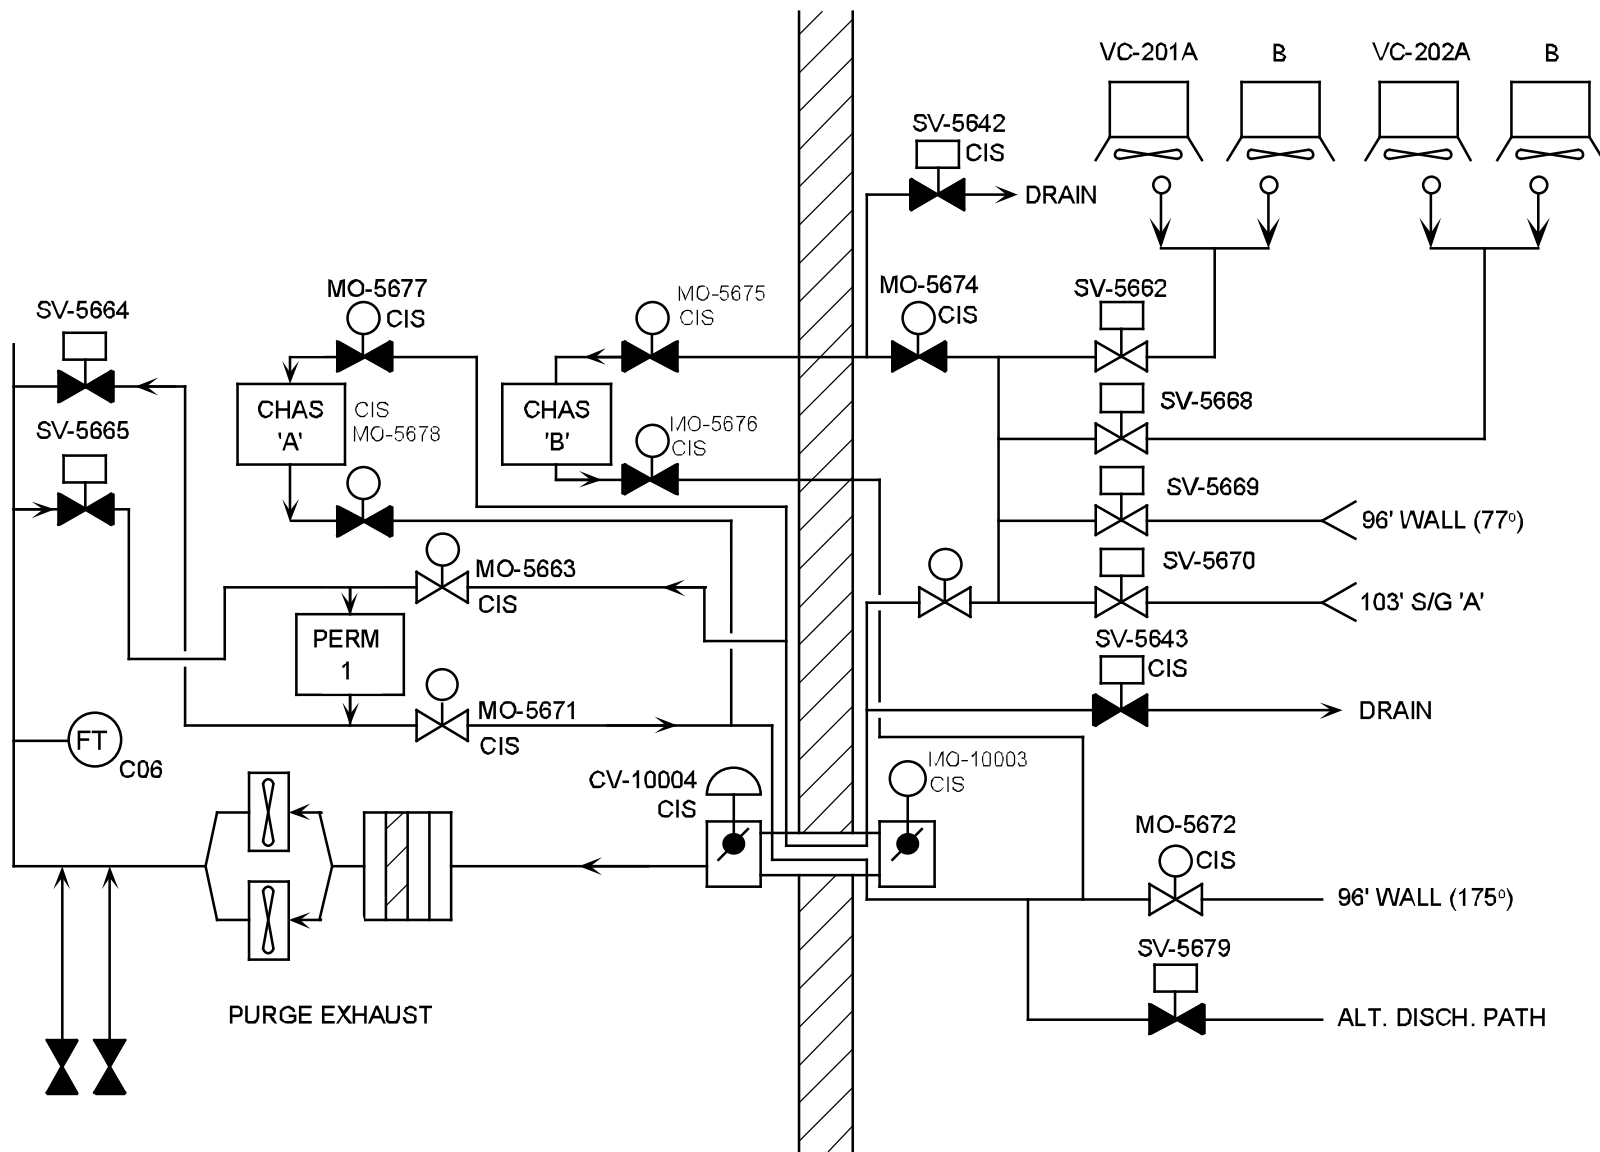 VC-201A
B
VC-202A
B
SV-5642
CIS
DRAIN
MO-5677
CIS
MO-5675
CIS
MO-5674
CIS
SV-5662
SV-5664
CHAS
'A'
CIS
MO-5678
CHAS
'B'
MO-5676
CIS
SV-5668
SV-5665
SV-5669
96' WALL (77º)
MO-5663
CIS
SV-5670
103' S/G 'A'
PERM
1
SV-5643
CIS
MO-5671
CIS
DRAIN
FT
C06
CV-10004
CIS
MO-10003
CIS
MO-5672
CIS
96' WALL (175º)
SV-5679
PURGE EXHAUST
ALT. DISCH. PATH